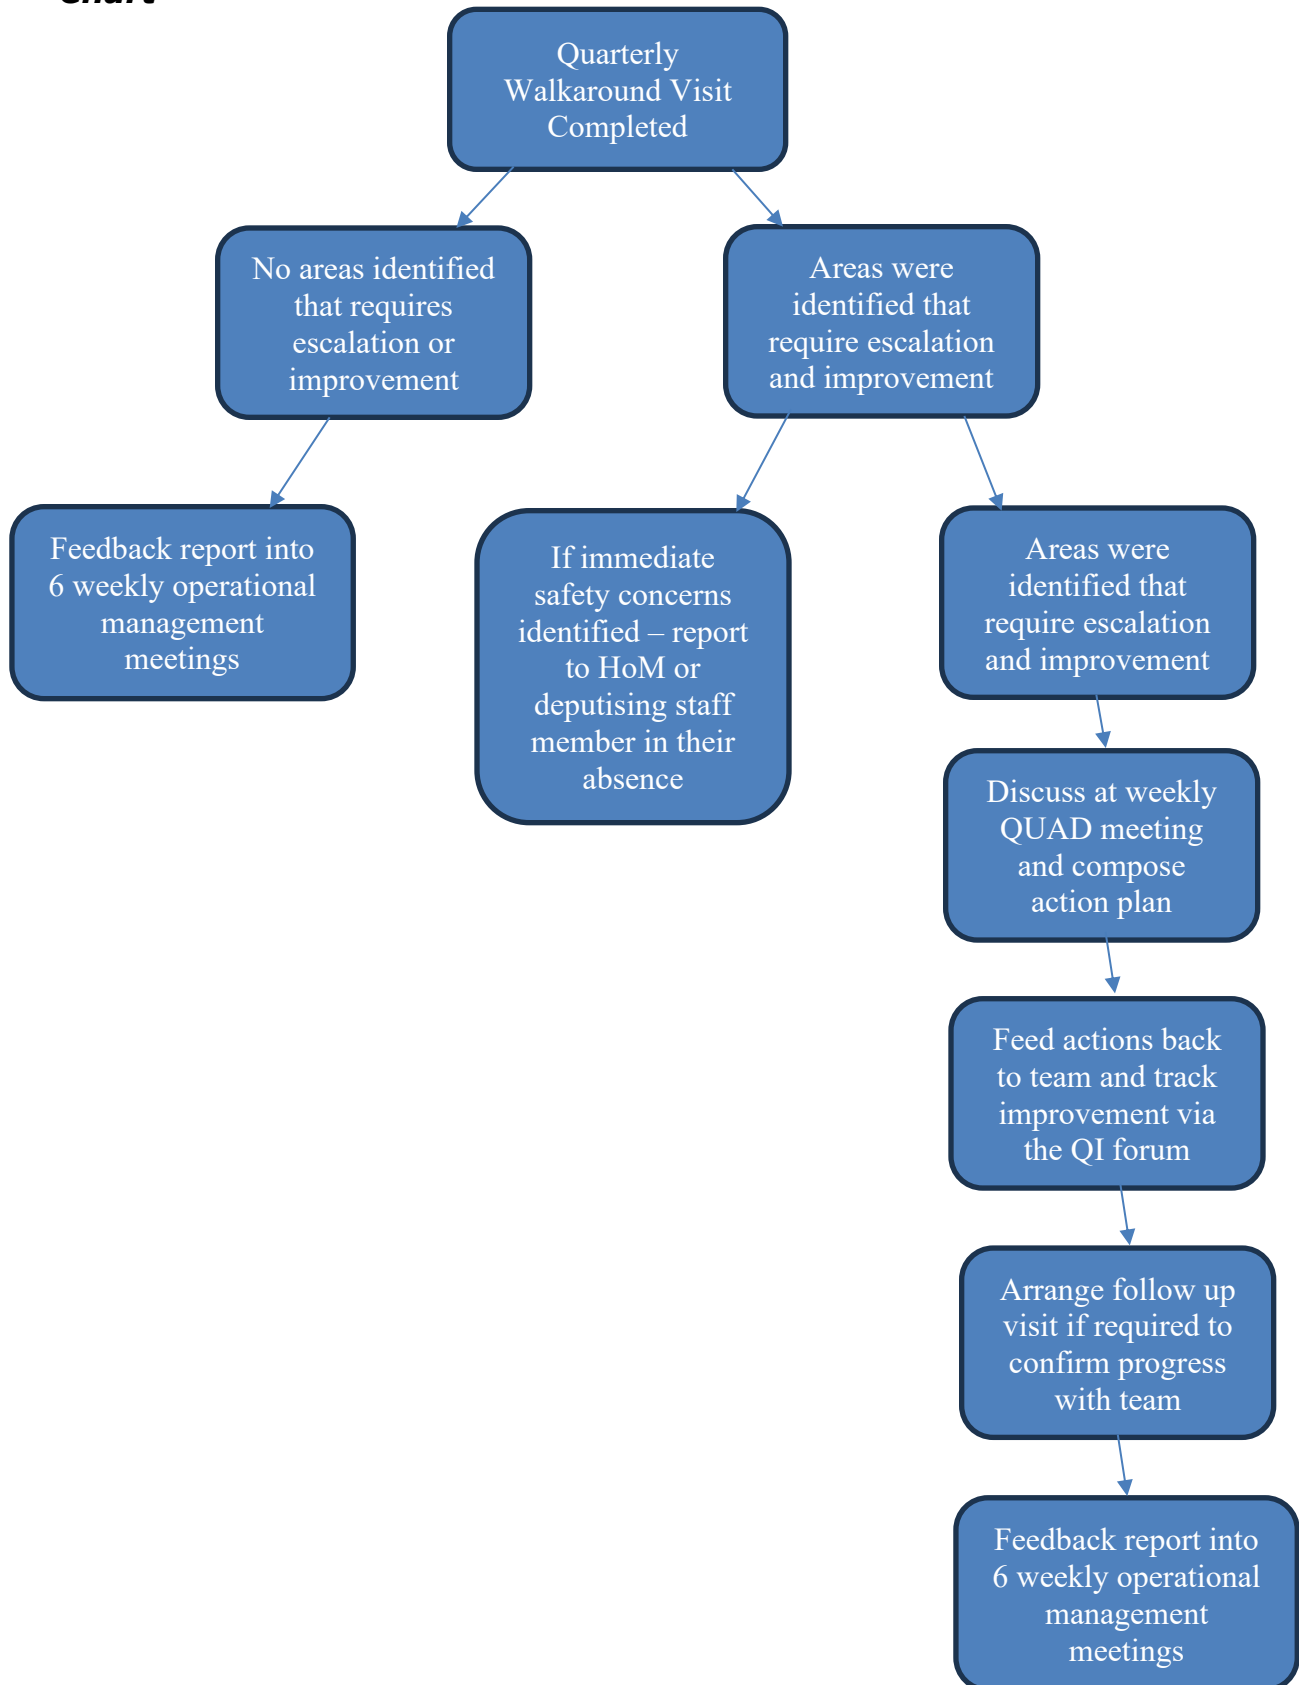 Chart
Quarterly
Walkaround Visit
Completed
No areas identified
that requires
escalation or
improvement
Areas were
identified that
require escalation
and improvement
Feedback report into
6 weekly operational
management
meetings
If immediate
safety concerns
identified – report
to HoM or
deputising staff
member in their
absence
Areas were
identified that
require escalation
and improvement
Discuss at weekly
QUAD meeting
and compose
action plan
Feed actions back
to team and track
improvement via
the QI forum
Arrange follow up
visit if required to
confirm progress
with team
Feedback report into
6 weekly operational
management
meetings